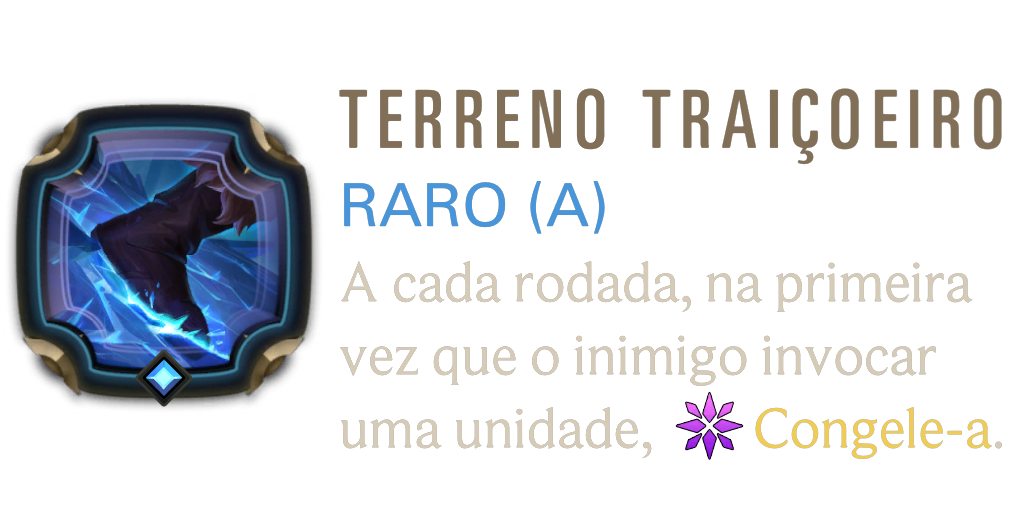 TERRENO TRAIÇOEIRO
RARO (A)
A cada rodada, na primeira
vez que o inimigo invocar
uma unidade, Congele-a.